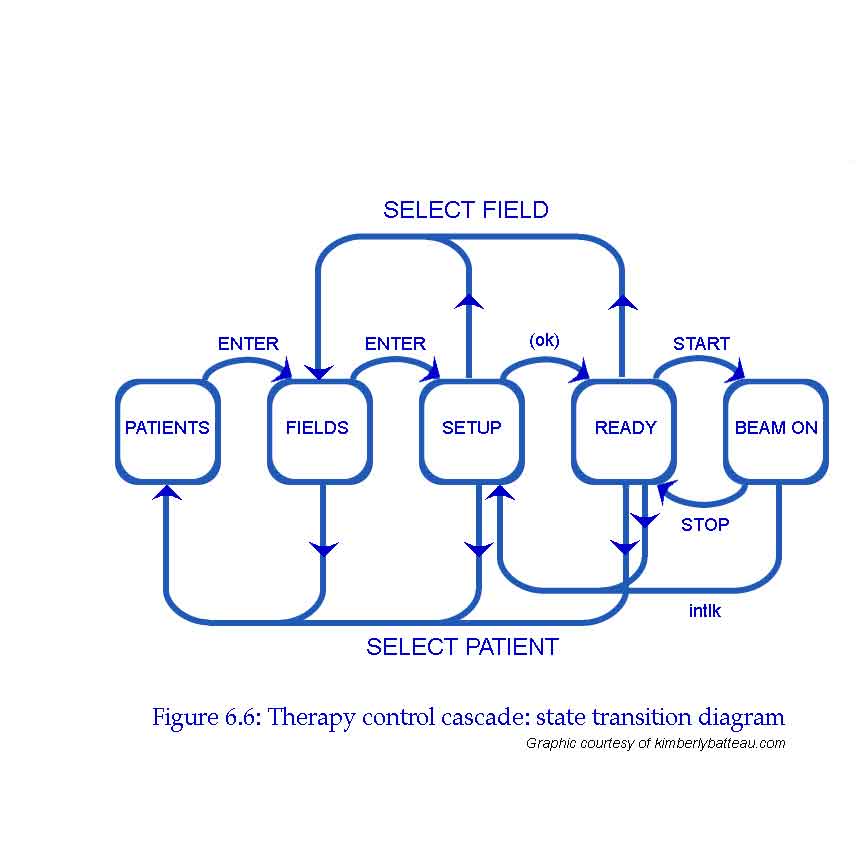 SELECT FIELD
ENTER
ENTER
(ok)
START
PATIENTS
FIELDS
SETUP
READY
BEAM ON
STOP
intlk
SELECT PATIENT
Figure 6.6: Therapy control cascade: state transition diagram
Graphic courtesy of kimberlybatteau.com